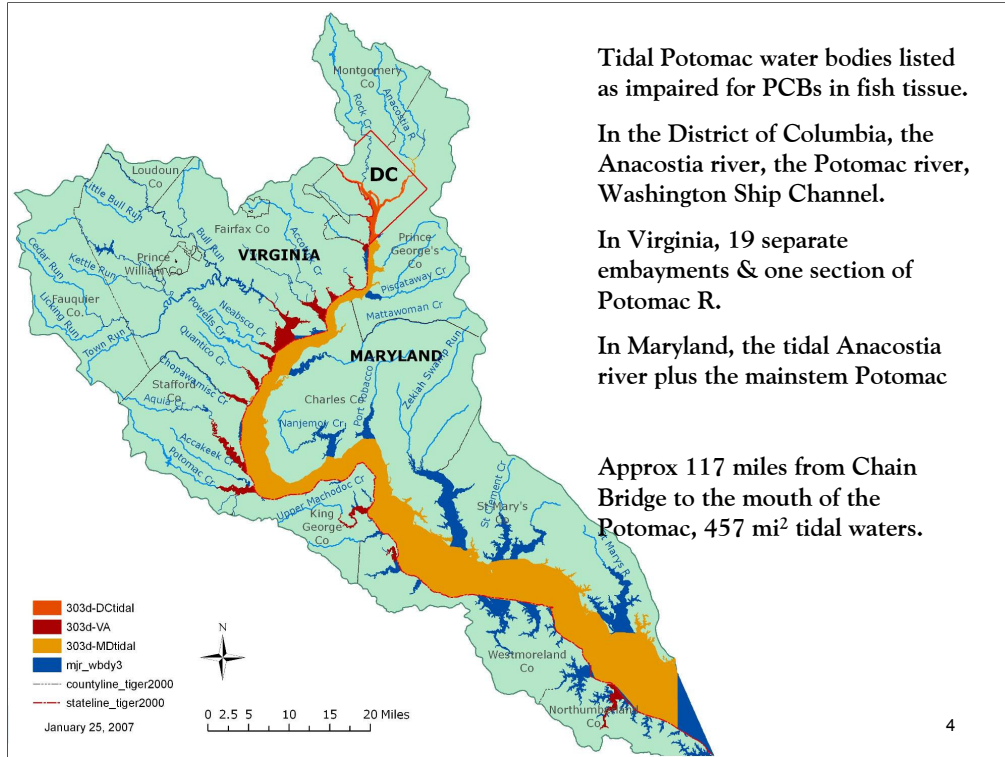 Tidal Potomac water bodies listed
as impaired for PCBs in fish tissue.
In the District of Columbia, the
Anacostia river, the Potomac river,
Washington Ship Channel.
In Virginia, 19 separate
embayments & one section of
Potomac R.
In Maryland, the tidal Anacostia
river plus the mainstem Potomac
Approx 117 miles from Chain
Bridge to the mouth of the
Potomac, 457 mi² tidal waters.
Montgomery
Co
Rock Cr
Anacostia R
DC
Loudoun
Co
Little Bull Run
Bull Run
Fairfax Co
Accotink Cr
VIRGINIA
Prince
George's
Co
Cedar Run
Kettle Run
Prince
William Co
Piscataway Cr
Fauquier
Co.
Licking Run
Town Run
Neabsco Cr
Powells Cr
Quantico Cr
Mattawoman Cr
MARYLAND
Chopawamsic Cr
Stafford
Co
Aquia Cr
Charles Co
Port Tobacco
Zekiah Swamp Run
Nanjemoy Cr
Accakeek Cr
Potomac Cr
Upper Machodoc Cr
King
George
Co
St Clement Cr
St Mary's
Co
St Marys R
Westmoreland
Co
Northumberland
Co
303d-DCtidal
303d-VA
303d-MDtidal
mjr_wbdy3
countyline_tiger2000
stateline_tiger2000
N
0 2.5 5 10 15 20 Miles
January 25, 2007
4